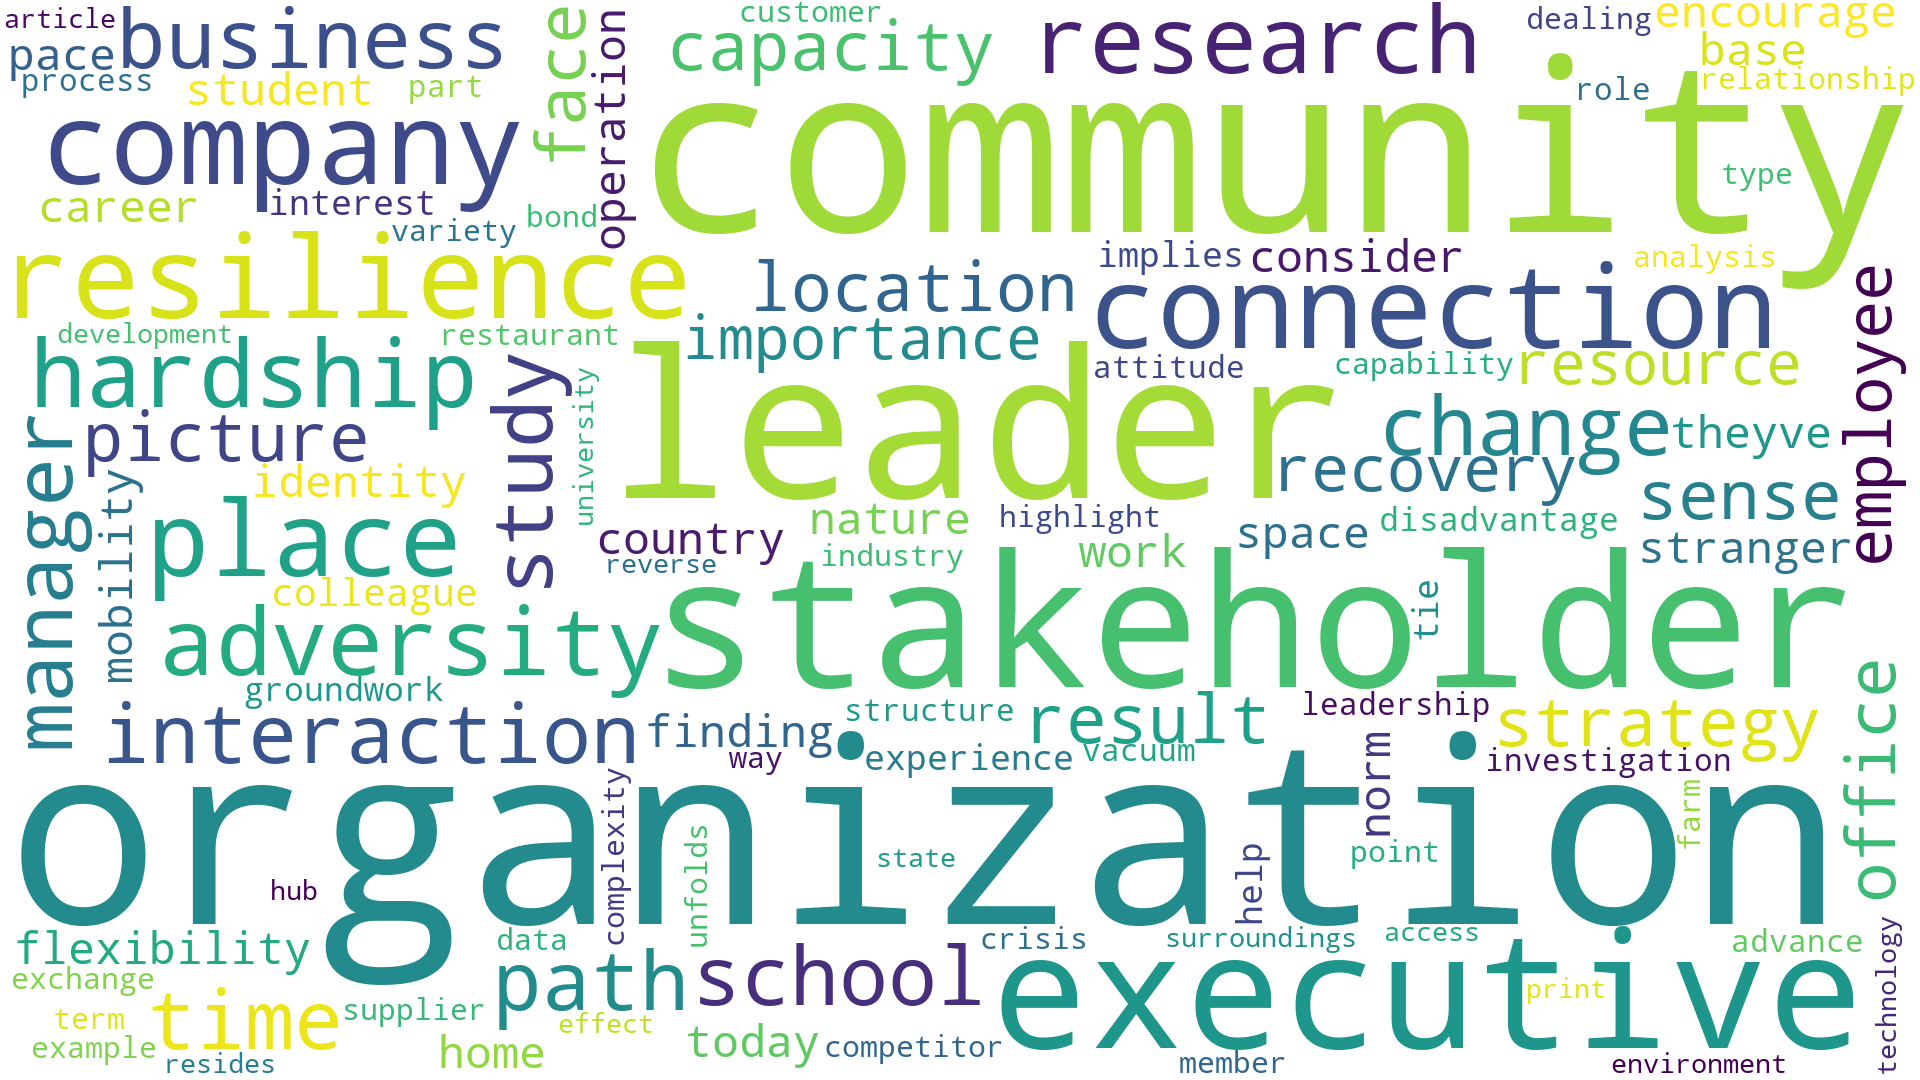 article
business
customer
capacity
research
dealing
encourage
pace
face
operation
base
process
student
part
role
relationship
company
community
type
career
interest
bond
variety
resilience
location
implies
consider
analysis
connection
employee
development
restaurant
importance
hardship
study
university
leader
attitude
capability
resource
picture
change
theyve
manager
mobility
identity
recovery
sense
place
country
nature
highlight
space
disadvantage
reverse
industry
work
stranger
colleague
stakeholder
tie
adversity
groundwork
structure
result
leadership
strategy
office
interaction
finding
way
experience
vacuum
norm
investigation
organization
complexity
unfolds
state
help
point
farm
hub
flexibility
data
path
school
crisis
surroundings
access
advance
technology
exchange
executive
time
supplier
print
term
effect
example
home
today
competitor
resides
member
environment